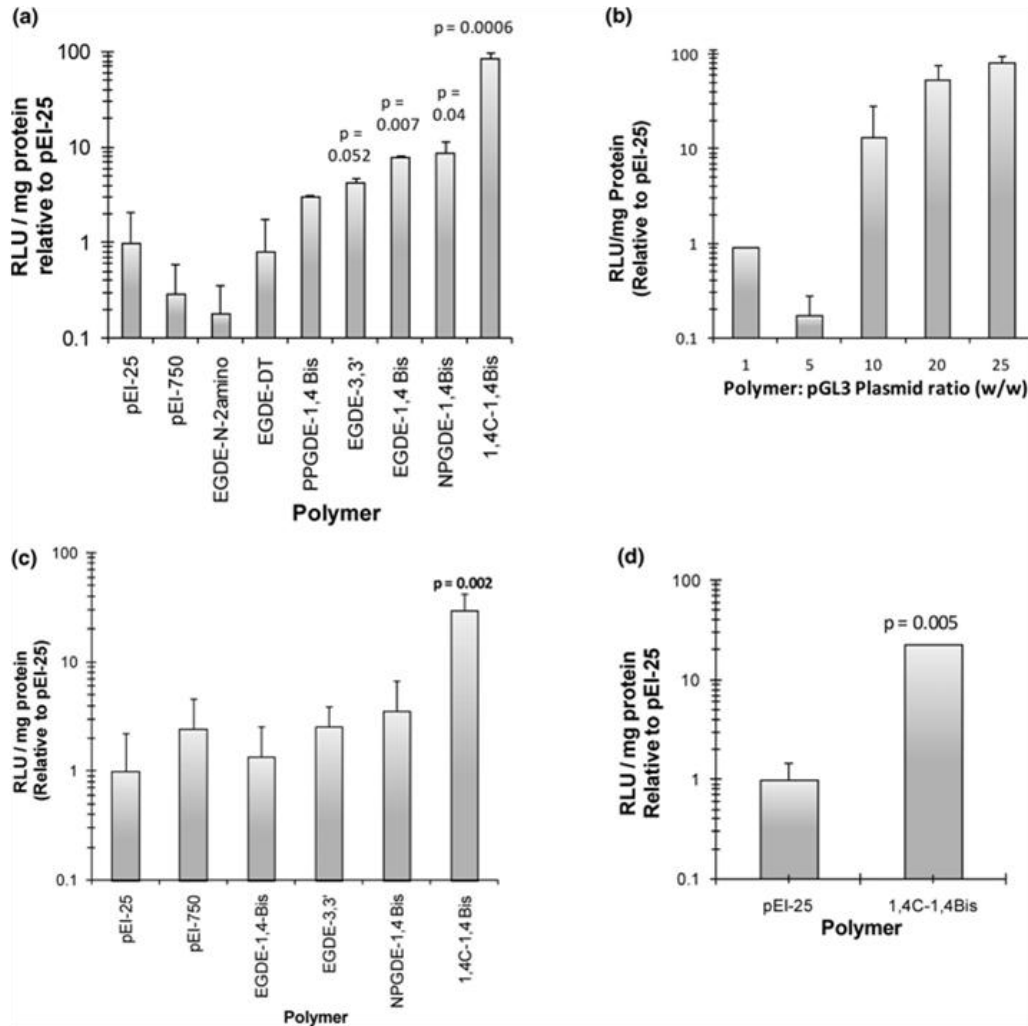 (a)
p = 0.0006
p =
0.04
p =
0.007
p =
0.052
100
10
1
0.1
RLU / mg protein
relative to pEI-25
pEI-25
pEI-750
EGDE-N-2amino
EGDE-DT
PPGDE-1,4 Bis
EGDE-3,3'
EGDE-1,4 Bis
NPGDE-1,4Bis
1,4C-1,4Bis
Polymer
(b)
100
10
1
0.1
RLU/mg Protein
(Relative to pEI-25)
1 5 10 20 25
Polymer: pGL3 Plasmid ratio (w/w)
(c)
100
10
1
0.1
p = 0.002
RLU / mg protein
(Relative to pEI-25)
pEI-25
pEI-750
EGDE-1,4-Bis
EGDE-3,3'
NPGDE-1,4 Bis
1,4C-1,4 Bis
Polymer
(d)
100
10
1
0.1
p = 0.005
RLU / mg protein
Relative to pEI-25
pEI-25 1,4C-1,4Bis
Polymer